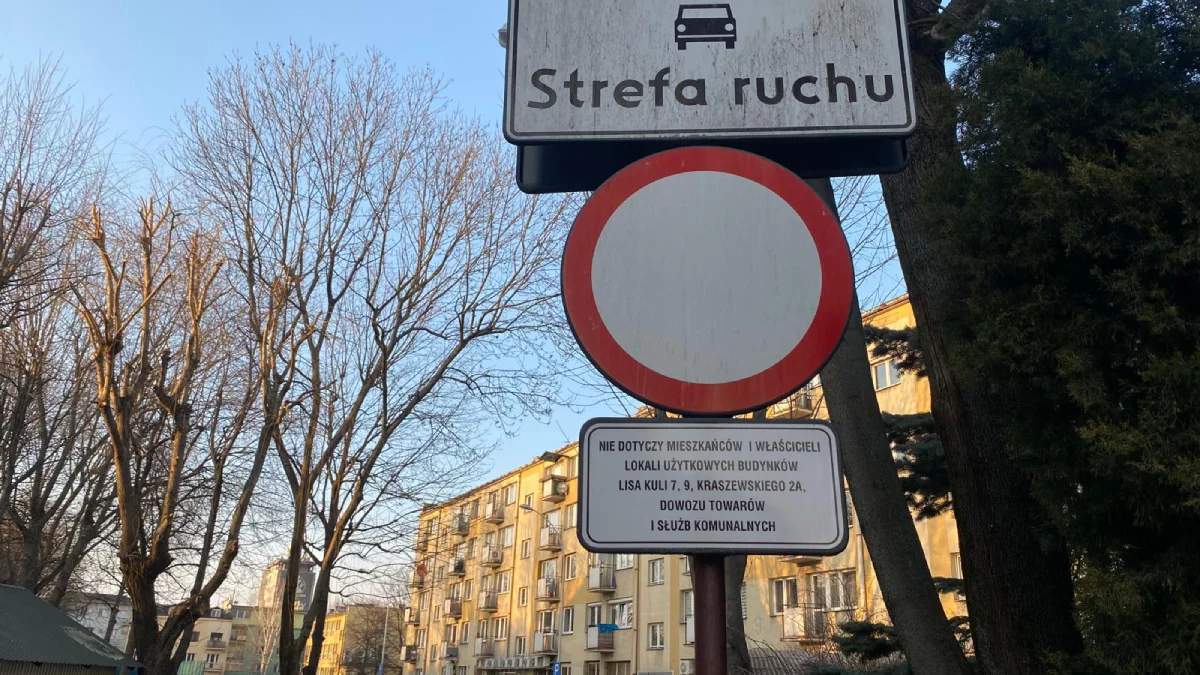 Strefa ruchu
NIE DOTYCZY MIESZKAŃCÓW I WŁAŚCICIELI
LOKALI UŻYTKOWYCH BUDYNKÓW
LISA KULI 7, 9, KRASZEWSKIEGO 2A,
DOWOZU TOWARÓW
I SŁUŻB KOMUNALNYCH